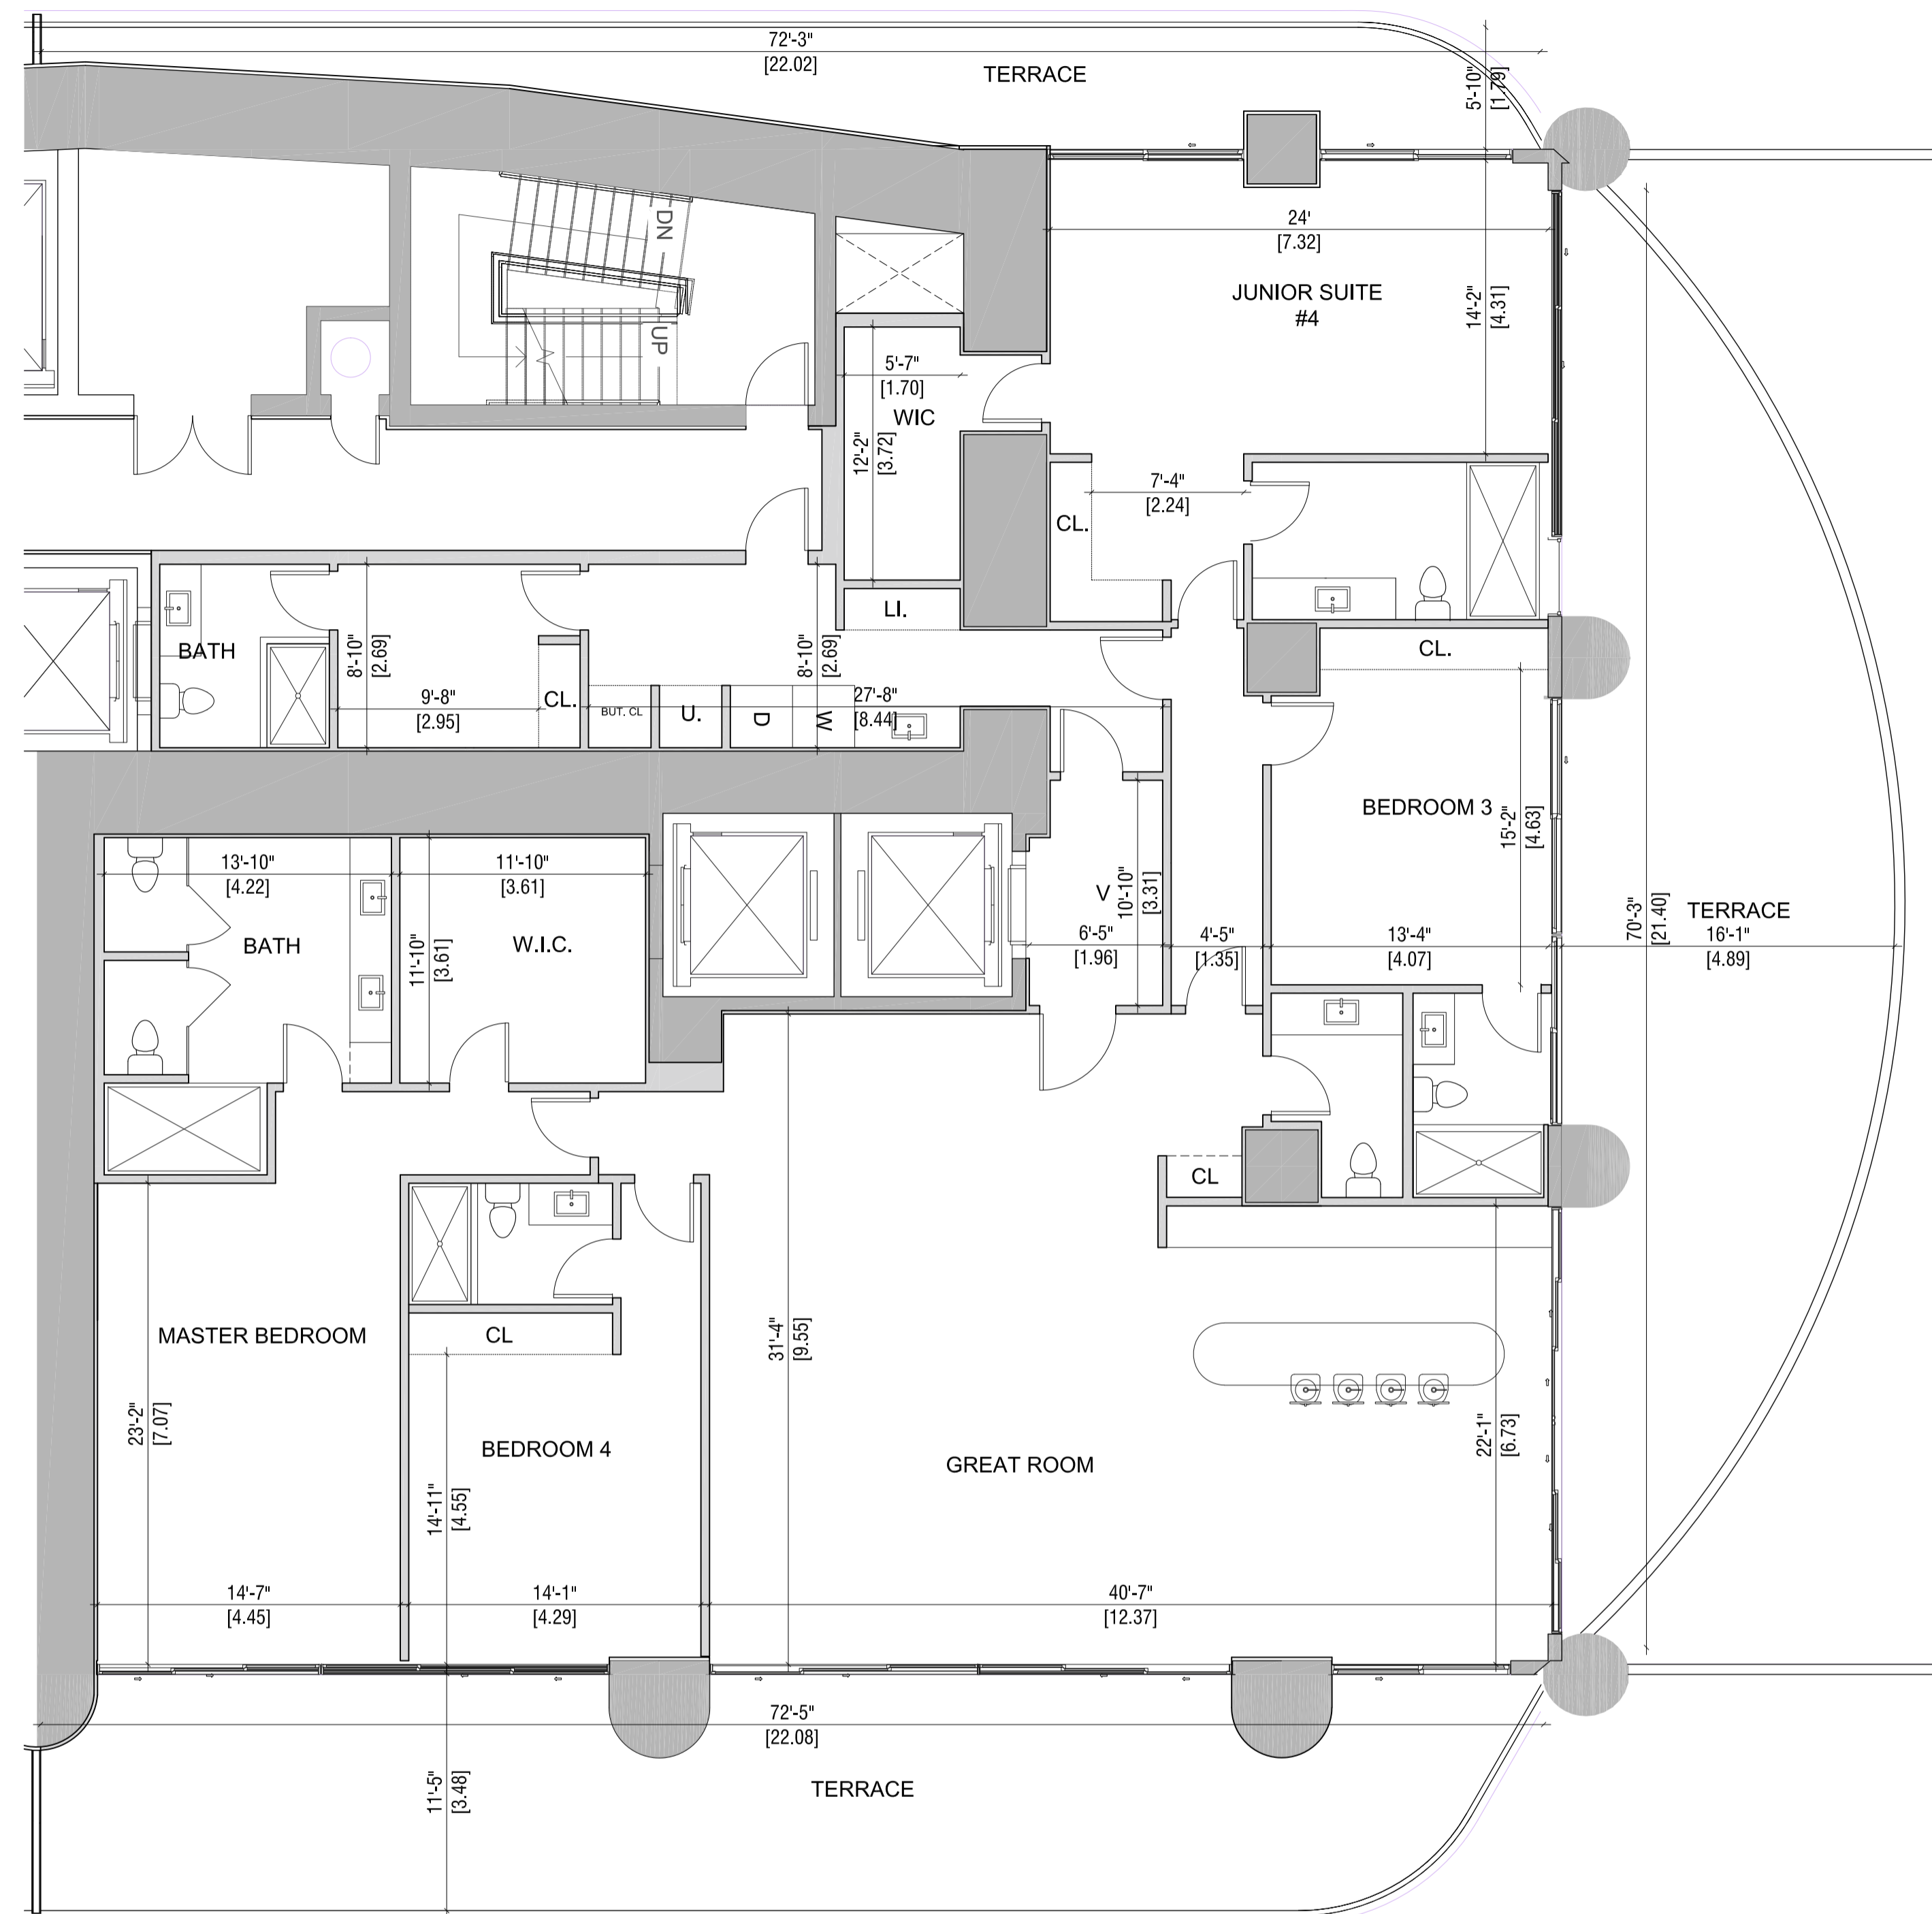 72'-3"
[22.02]
TERRACE
5'-10"
[1.79]
DN
UP
24'
[7.32]
JUNIOR SUITE
#4
14'-2"
[4.31]
5'-7"
[1.70]
WIC
12'-2"
[3.72]
7'-4"
[2.24]
CL.
LI.
BATH
8'-10"
[2.69]
9'-8"
[2.95]
CL.
BUT. CL
U.
D
W
8'-10"
[2.69]
27'-8"
[8.44]
CL.
BEDROOM 3
15'-2"
[4.63]
13'-10"
[4.22]
BATH
11'-10"
[3.61]
11'-10"
[3.61]
W.I.C.
V
10'-10"
[3.31]
6'-5"
[1.96]
4'-5"
[1.35]
13'-4"
[4.07]
70'-3"
[21.40]
TERRACE
16'-1"
[4.89]
CL
MASTER BEDROOM
23'-2"
[7.07]
CL
BEDROOM 4
14'-11"
[4.55]
31'-4"
[9.55]
GREAT ROOM
22'-1"
[6.73]
14'-7"
[4.45]
14'-1"
[4.29]
40'-7"
[12.37]
72'-5"
[22.08]
11'-5"
[3.48]
TERRACE